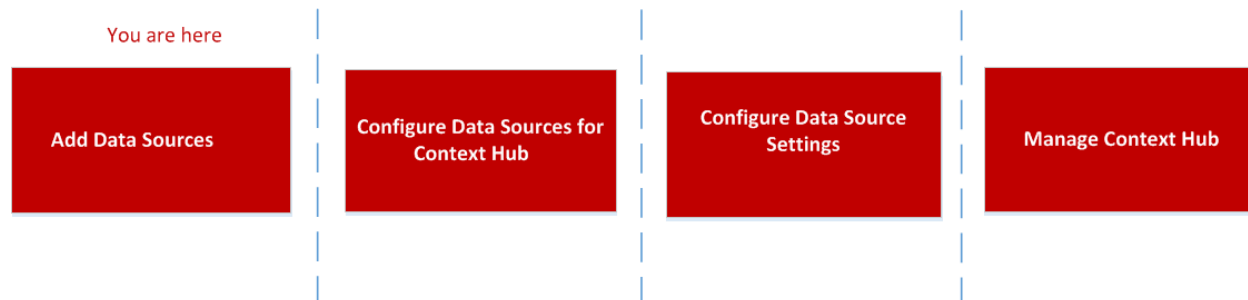 You are here
Add Data Sources
Configure Data Sources for
Context Hub
Configure Data Source
Settings
Manage Context Hub